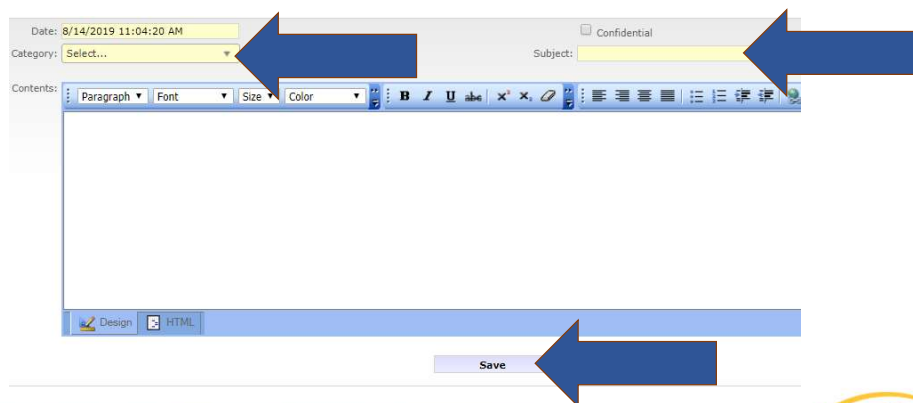 Date: 8/14/2019 11:04:20 AM Confidential
Category: Select... Subject:
Contents: Paragraph Font Size Color B I U abc x² x₂
Design HTML
Save